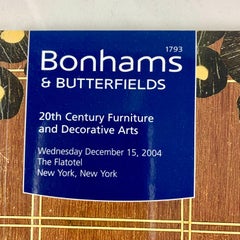 1793
Bonhams
& BUTTERFIELDS
20th Century Furniture
and Decorative Arts
Wednesday December 15, 2004
The Flatotel
New York, New York